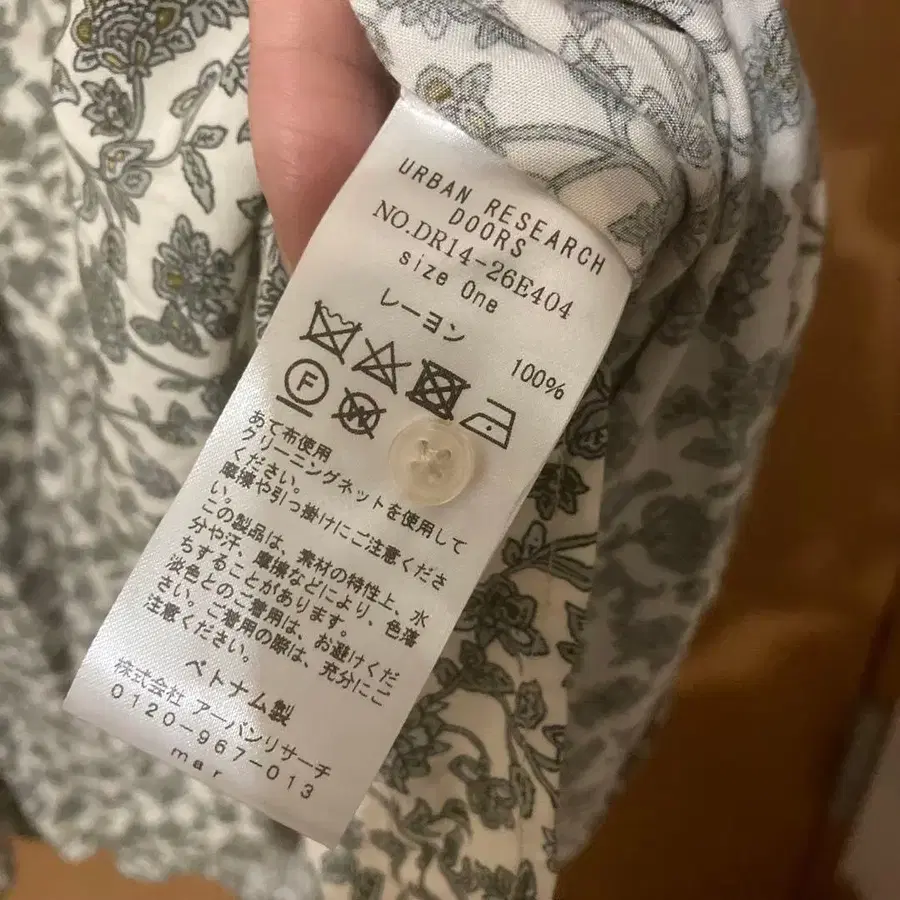 URBAN RESEARCH
DOORS
NO.DR14-26E404
size One
レーヨン 100%
F
W
あて布使用
クリーニングネットを使用して
ください。
摩擦や引っ掛けにご注意くださ
い。
この製品は、素材の特性上、水
分や汗、摩擦などにより、色落
ちすることがあります。
淡色とのご着用は、お避けくだ
さい。ご着用の際は、充分にご
注意ください。
ベトナム製
株式会社 アーバンリサーチ
0120-967-013
mar